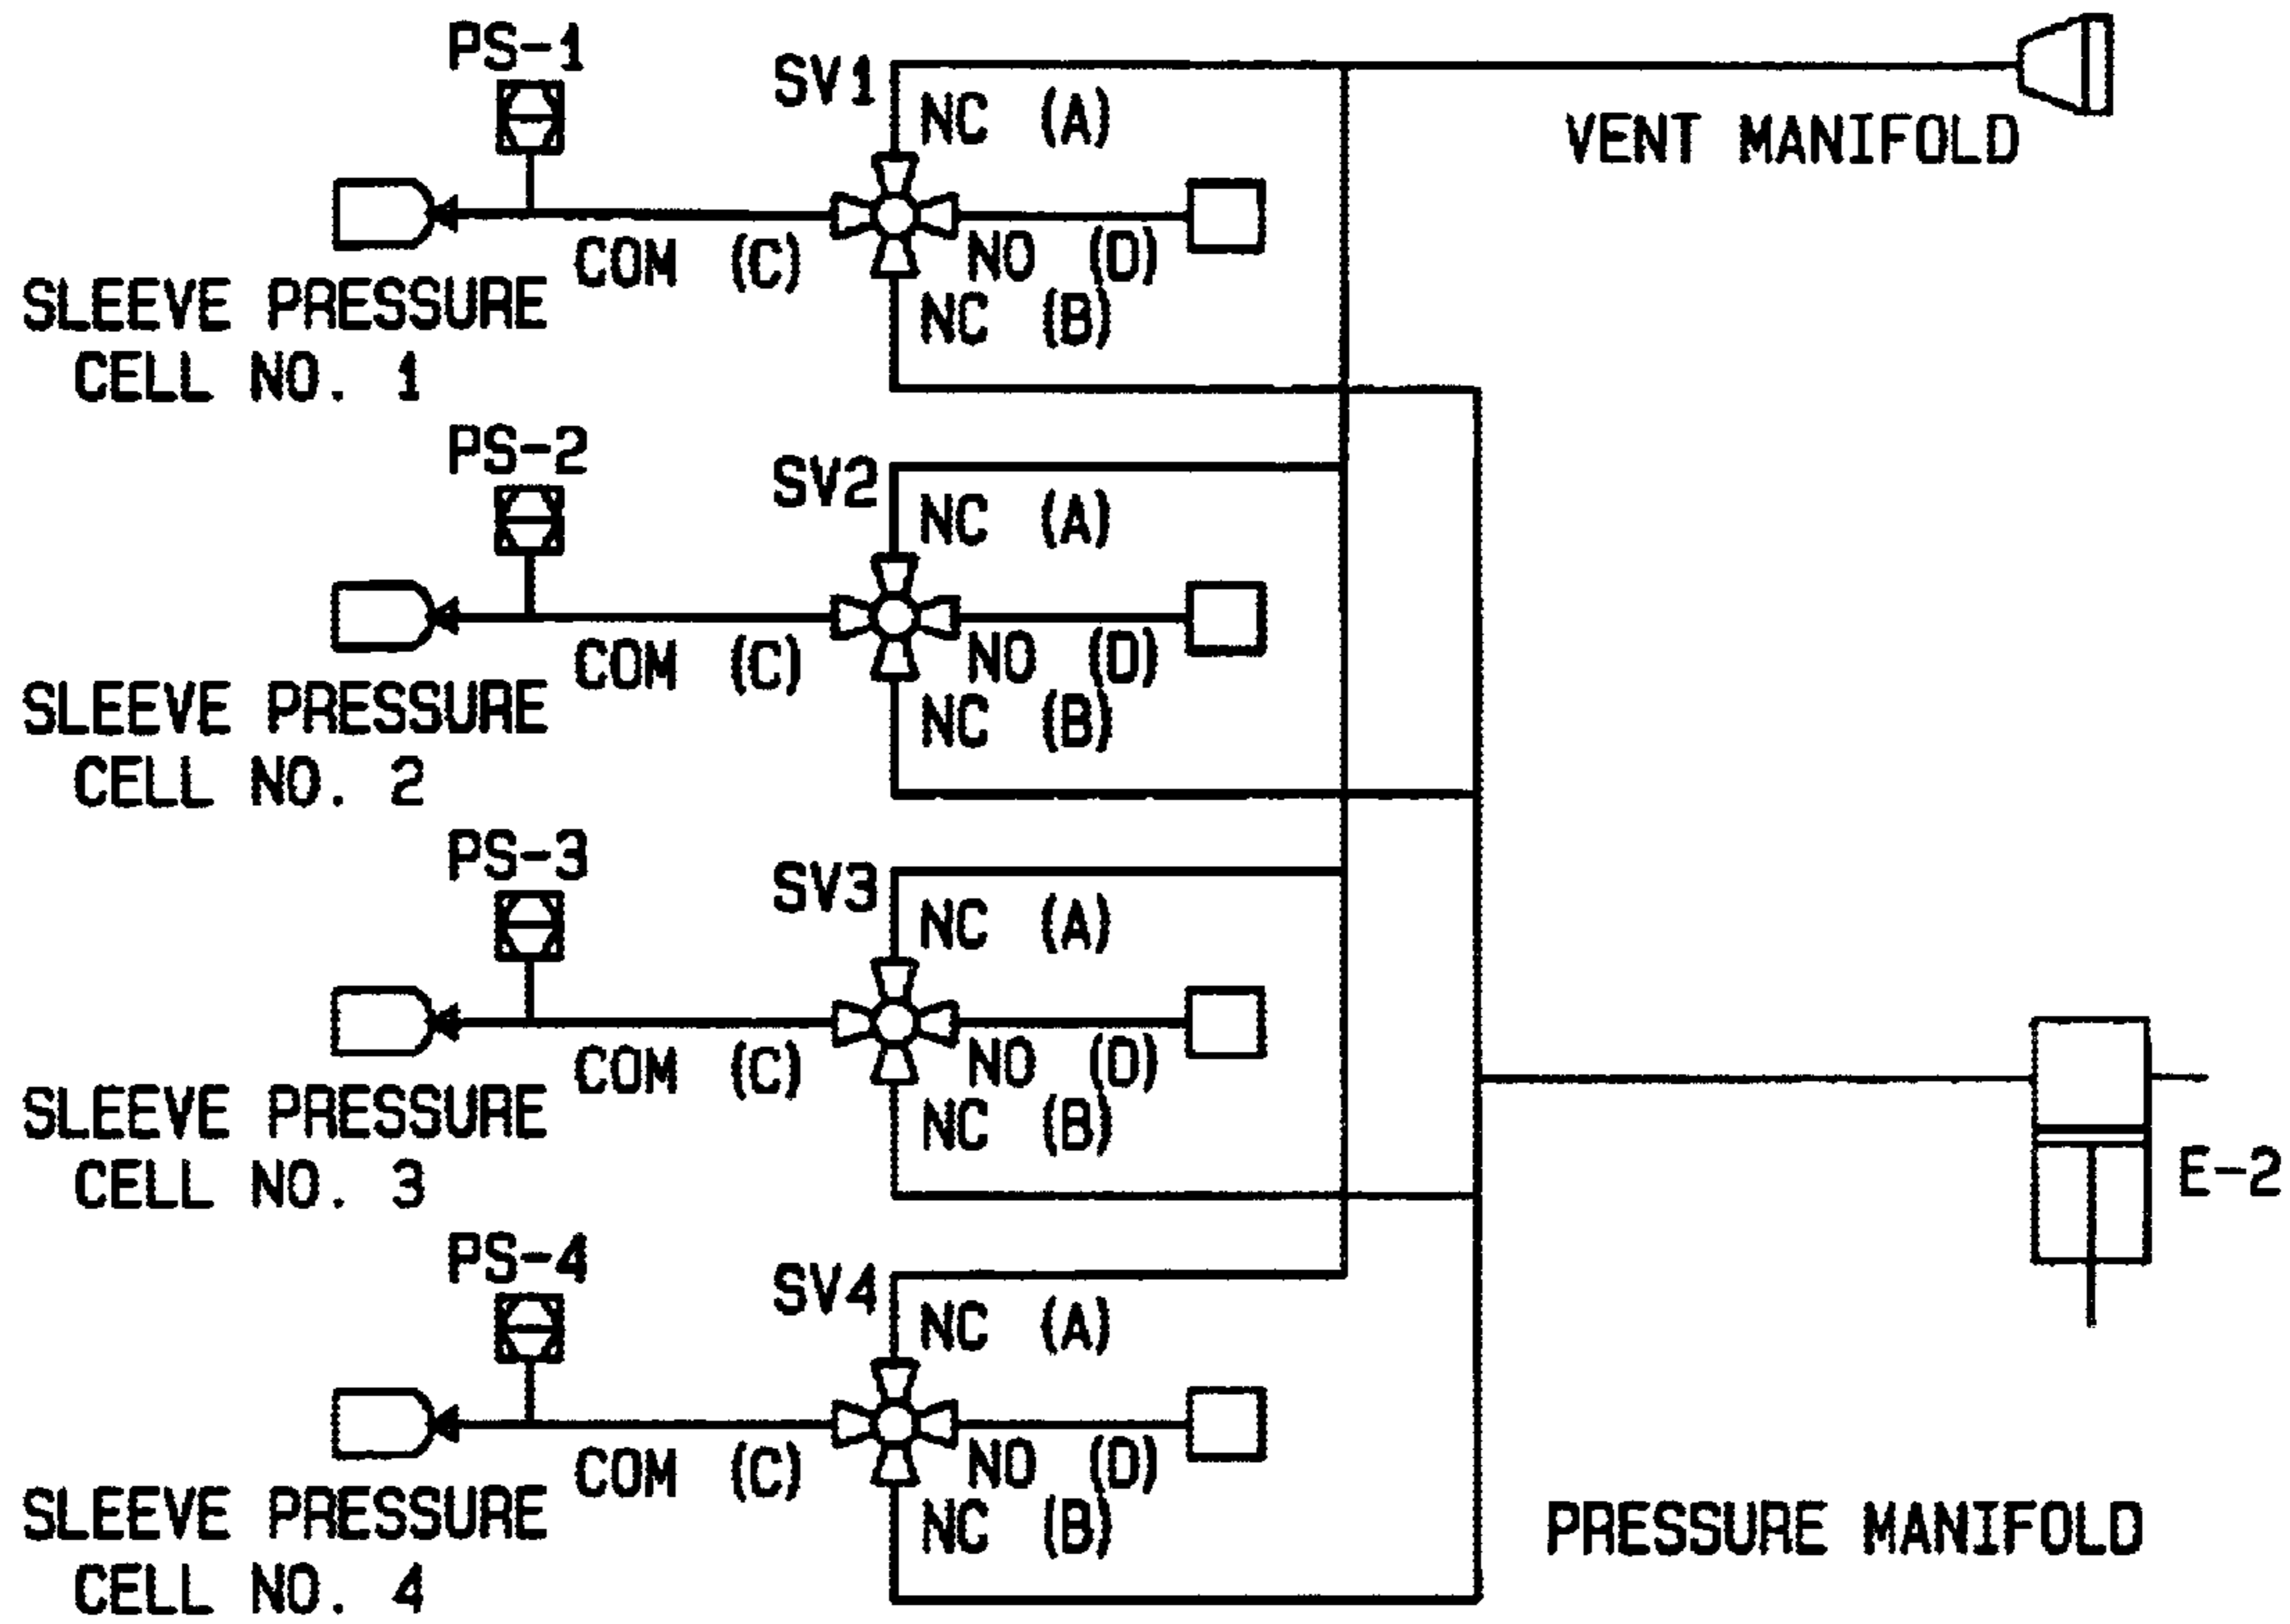 PS-1
SV1
NC (A)
VENT MANIFOLD
COM (C)
NO (D)
SLEEVE PRESSURE
CELL NO. 1
NC (B)
PS-2
SV2
NC (A)
COM (C)
NO (D)
SLEEVE PRESSURE
CELL NO. 2
NC (B)
PS-3
SV3
NC (A)
COM (C)
NO (D)
SLEEVE PRESSURE
CELL NO. 3
NC (B)
E-2
PS-4
SV4
NC (A)
COM (C)
NO (D)
SLEEVE PRESSURE
CELL NO. 4
NC (B)
PRESSURE MANIFOLD